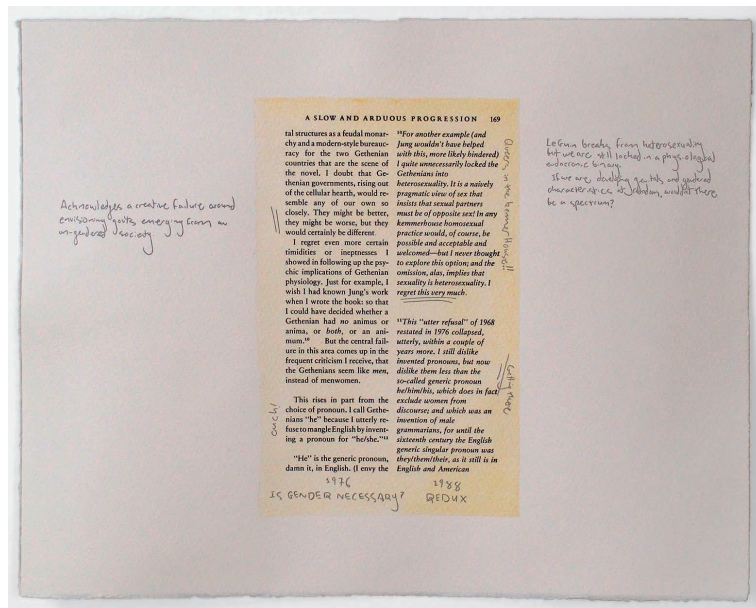 A SLOW AND ARDUOUS PROGRESSION 169
tal structures as a feudal monar-
chy and a modern-style bureauc-
racy for the two Gethenian
countries that are the scene of
the novel. I doubt that Ge-
thenian governments, rising out
of the cellular hearth, would re-
semble any of our own so
closely. They might be better,
they might be worse, but they
would certainly be different.
I regret even more certain
timidities or ineptnesses I
showed in following up the psy-
chic implications of Gethenian
physiology. Just for example, I
wish I had known Jung's work
when I wrote the book: so that
I could have decided whether a
Gethenian had no animus or
anima, or both, or an ani-
mum.¹⁰ But the central fail-
ure in this area comes up in the
frequent criticism I receive, that
the Gethenians seem like men,
instead of menwomen.
This rises in part from the
choice of pronoun. I call Gethe-
nians "he" because I utterly re-
fuse to mangle English by invent-
ing a pronoun for "he/she."¹¹
"He" is the generic pronoun,
damn it, in English. (I envy the
¹⁰For another example (and
Jung wouldn't have helped
with this, more likely hindered)
I quite unnecessarily locked the
Gethenians into
heterosexuality. It is a naively
pragmatic view of sex that
insists that sexual partners
must be of opposite sex! In any
kemmerhouse homosexual
practice would, of course, be
possible and acceptable and
welcomed—but I never thought
to explore this option; and the
omission, alas, implies that
sexuality is heterosexuality. I
regret this very much.
¹¹This "utter refusal" of 1968
restated in 1976 collapsed,
utterly, within a couple of
years more. I still dislike
invented pronouns, but now
dislike them less than the
so-called generic pronoun
he/him/his, which does in fact
exclude women from
discourse; and which was an
invention of male
grammarians, for until the
sixteenth century the English
generic singular pronoun was
they/them/their, as it still is in
English and American
Acknowledges a creative failure around
envisioning govts emerging from an
un-gendered society
ouch!
Queers in the kemmerhouse!!
LeGuin breaks from heterosexuality
but we are still locked in a physiological
endocronic binary.
If we are developing genitals and gendered
characteristics at random, wouldn't there
be a spectrum?
1976
IS GENDER NECESSARY?
1988
REDUX